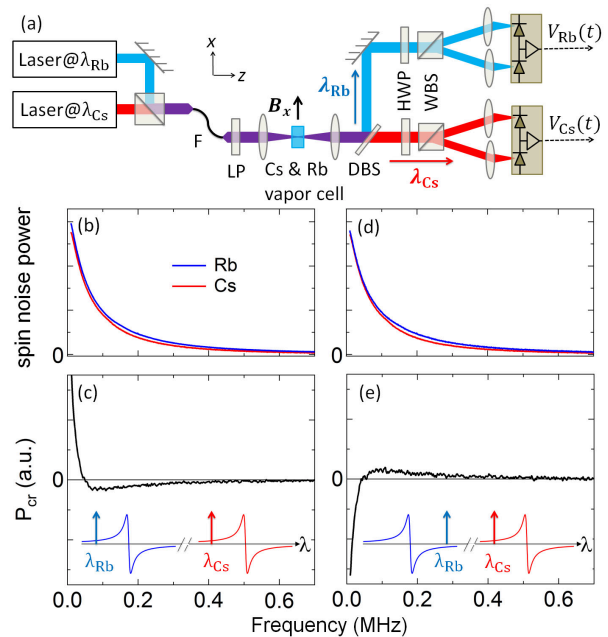 (a)
Laser@λRb
Laser@λCs
x
z
F
LP
Bx
Cs & Rb
vapor cell
λRb
DBS
HWP
WBS
λCs
VRb(t)
VCs(t)
(b)
Rb
Cs
spin noise power
0
(d)
0
(c)
Pcr (a.u.)
0
λRb
λCs
λ
0.0 0.2 0.4 0.6
(e)
0
λRb
λCs
λ
0.0 0.2 0.4 0.6
Frequency (MHz)